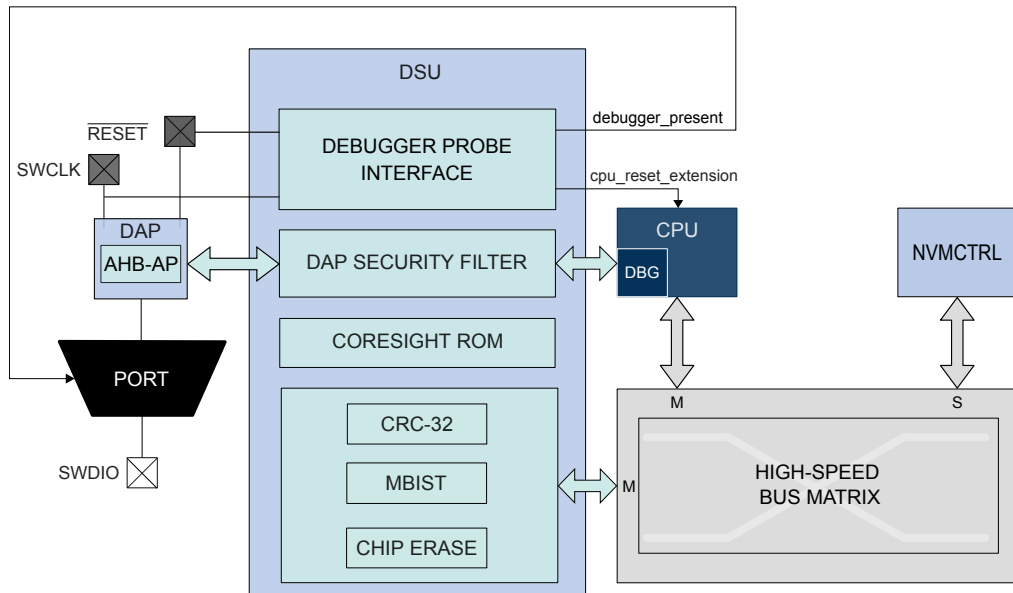 DSU
debugger_present
RESET
DEBUGGER PROBE
INTERFACE
SWCLK
cpu_reset_extension
DAP
AHB-AP
DAP SECURITY FILTER
CPU
DBG
NVMCTRL
CORESIGHT ROM
PORT
M
S
CRC-32
SWDIO
MBIST
M
HIGH-SPEED
BUS MATRIX
CHIP ERASE